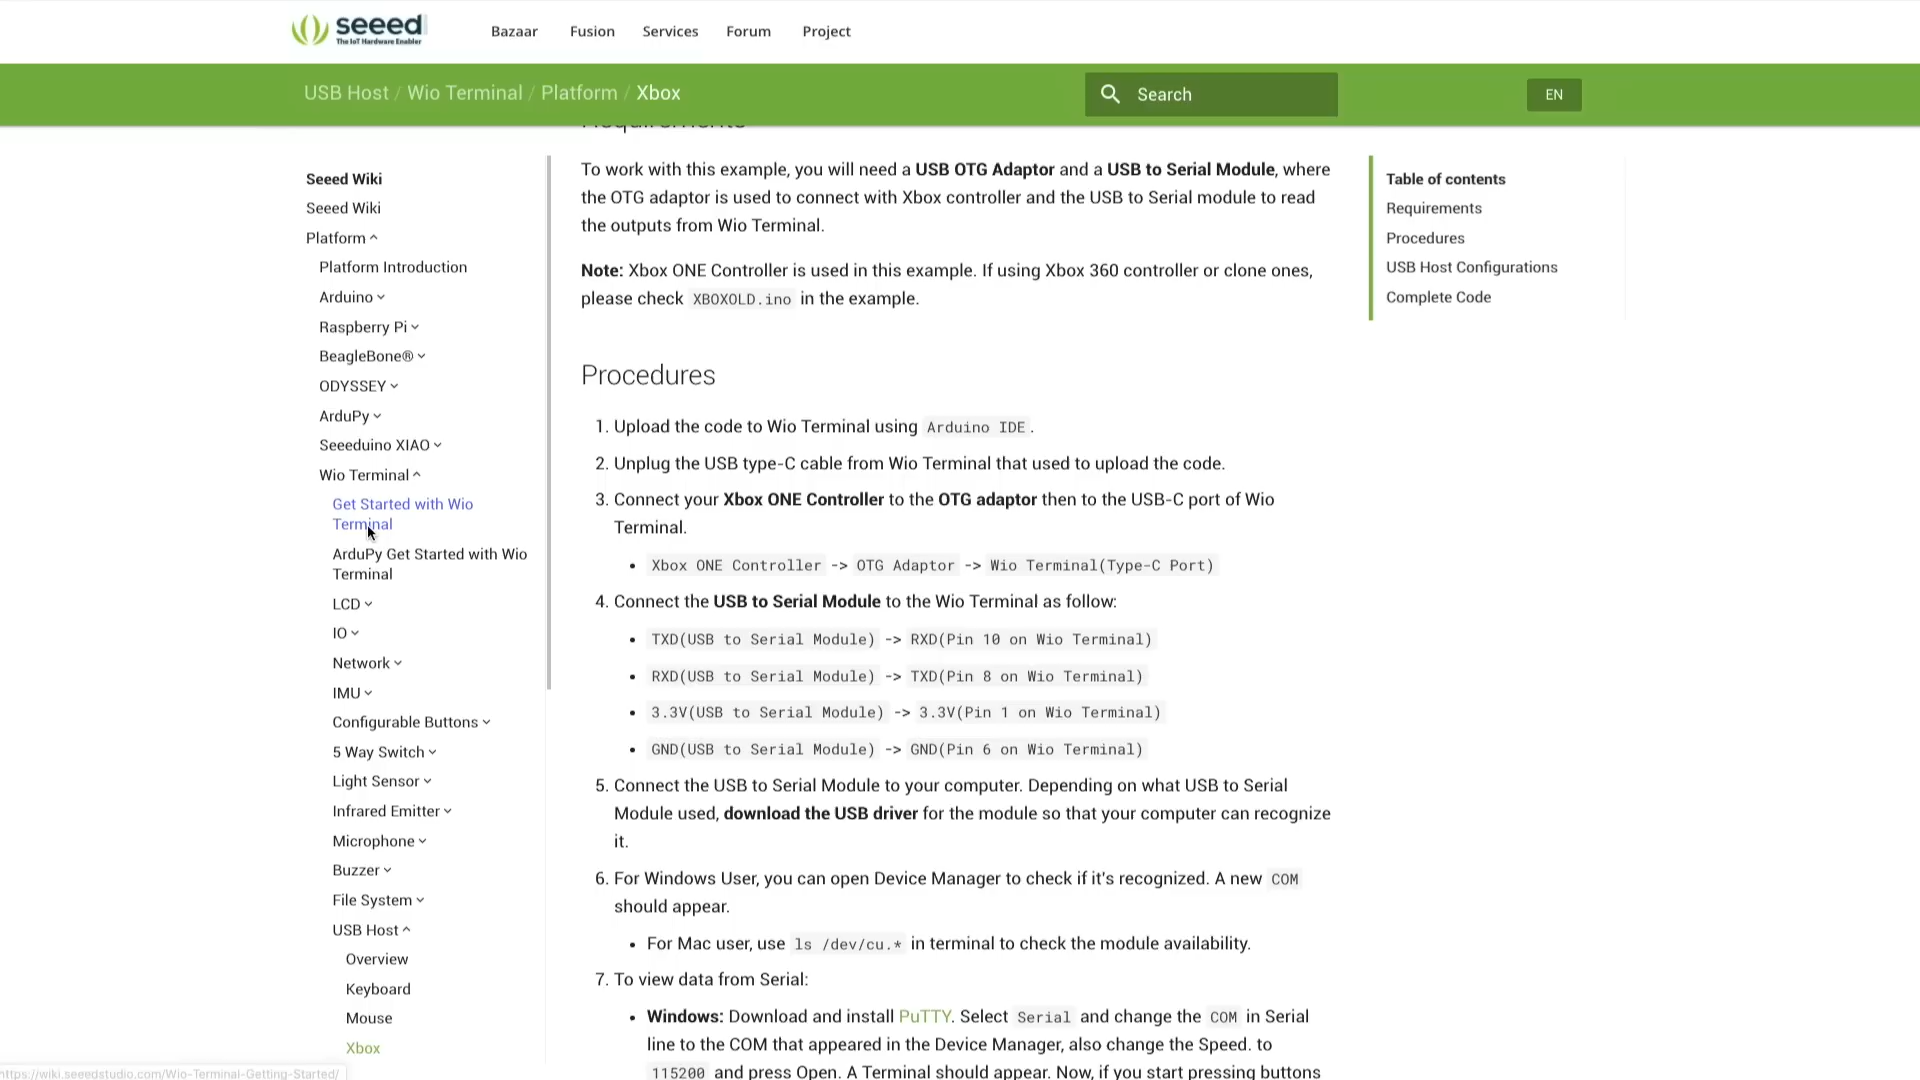 seeed
The IoT Hardware Enabler
Bazaar
Fusion
Services
Forum
Project
USB Host / Wio Terminal / Platform / Xbox
Search
EN
Requirements
Seeed Wiki
Seeed Wiki
Platform
Platform Introduction
Arduino
Raspberry Pi
BeagleBone®
ODYSSEY
ArduPy
Seeeduino XIAO
Wio Terminal
Get Started with Wio
Terminal
ArduPy Get Started with Wio
Terminal
LCD
IO
Network
IMU
Configurable Buttons
5 Way Switch
Light Sensor
Infrared Emitter
Microphone
Buzzer
File System
USB Host
Overview
Keyboard
Mouse
Xbox
To work with this example, you will need a USB OTG Adaptor and a USB to Serial Module, where
the OTG adaptor is used to connect with Xbox controller and the USB to Serial module to read
the outputs from Wio Terminal.
Note: Xbox ONE Controller is used in this example. If using Xbox 360 controller or clone ones,
please check XBOXOLD.ino in the example.
Procedures
1. Upload the code to Wio Terminal using Arduino IDE.
2. Unplug the USB type-C cable from Wio Terminal that used to upload the code.
3. Connect your Xbox ONE Controller to the OTG adaptor then to the USB-C port of Wio
Terminal.
• Xbox ONE Controller -> OTG Adaptor -> Wio Terminal(Type-C Port)
4. Connect the USB to Serial Module to the Wio Terminal as follow:
• TXD(USB to Serial Module) -> RXD(Pin 10 on Wio Terminal)
• RXD(USB to Serial Module) -> TXD(Pin 8 on Wio Terminal)
• 3.3V(USB to Serial Module) -> 3.3V(Pin 1 on Wio Terminal)
• GND(USB to Serial Module) -> GND(Pin 6 on Wio Terminal)
5. Connect the USB to Serial Module to your computer. Depending on what USB to Serial
Module used, download the USB driver for the module so that your computer can recognize
it.
6. For Windows User, you can open Device Manager to check if it's recognized. A new COM
should appear.
• For Mac user, use ls /dev/cu.* in terminal to check the module availability.
7. To view data from Serial:
• Windows: Download and install PuTTY. Select Serial and change the COM in Serial
line to the COM that appeared in the Device Manager, also change the Speed. to
115200 and press Open. A Terminal should appear. Now, if you start pressing buttons
Table of contents
Requirements
Procedures
USB Host Configurations
Complete Code
https://wiki.seeedstudio.com/Wio-Terminal-Getting-Started/